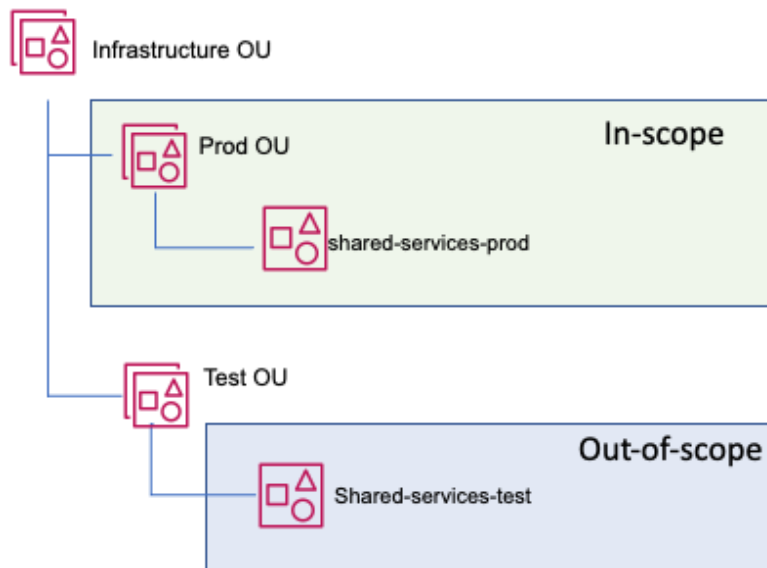 Infrastructure OU
In-scope
Prod OU
shared-services-prod
Test OU
Out-of-scope
Shared-services-test